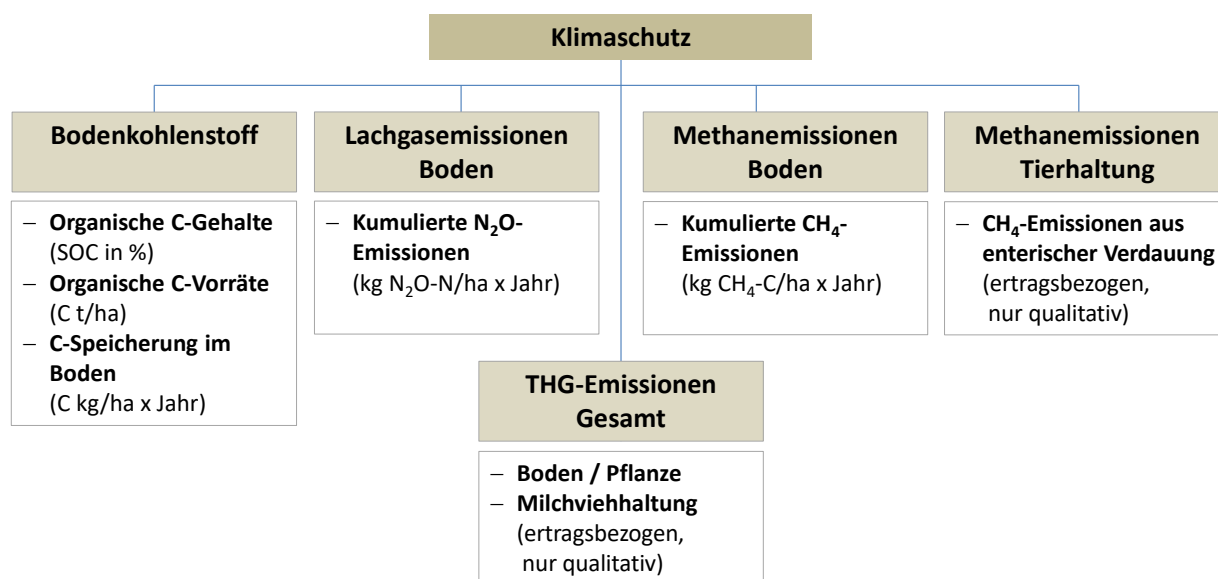 Klimaschutz
Bodenkohlenstoff
– Organische C-Gehalte
(SOC in %)
– Organische C-Vorräte
(C t/ha)
– C-Speicherung im
Boden
(C kg/ha x Jahr)
Lachgasemissionen
Boden
– Kumulierte N₂O-
Emissionen
(kg N₂O-N/ha x Jahr)
Methanemissionen
Boden
– Kumulierte CH₄-
Emissionen
(kg CH₄-C/ha x Jahr)
Methanemissionen
Tierhaltung
– CH₄-Emissionen aus
enterischer Verdauung
(ertragsbezogen,
nur qualitativ)
THG-Emissionen
Gesamt
– Boden / Pflanze
– Milchviehhaltung
(ertragsbezogen,
nur qualitativ)